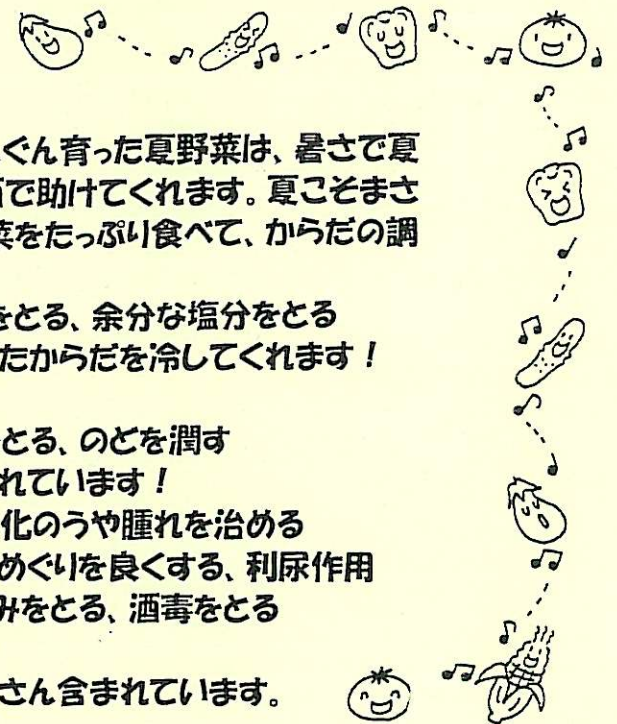 ぐん育った夏野菜は、暑さで夏
で助けてくれます。夏こそまさ
菜をたっぷり食べて、からだの調
をとる、余分な塩分をとる
たからだを冷してくれます！
とる、のどを潤す
れています！
化のうや腫れを治める
めぐりを良くする、利尿作用
みをとる、酒毒をとる
さん含まれています。